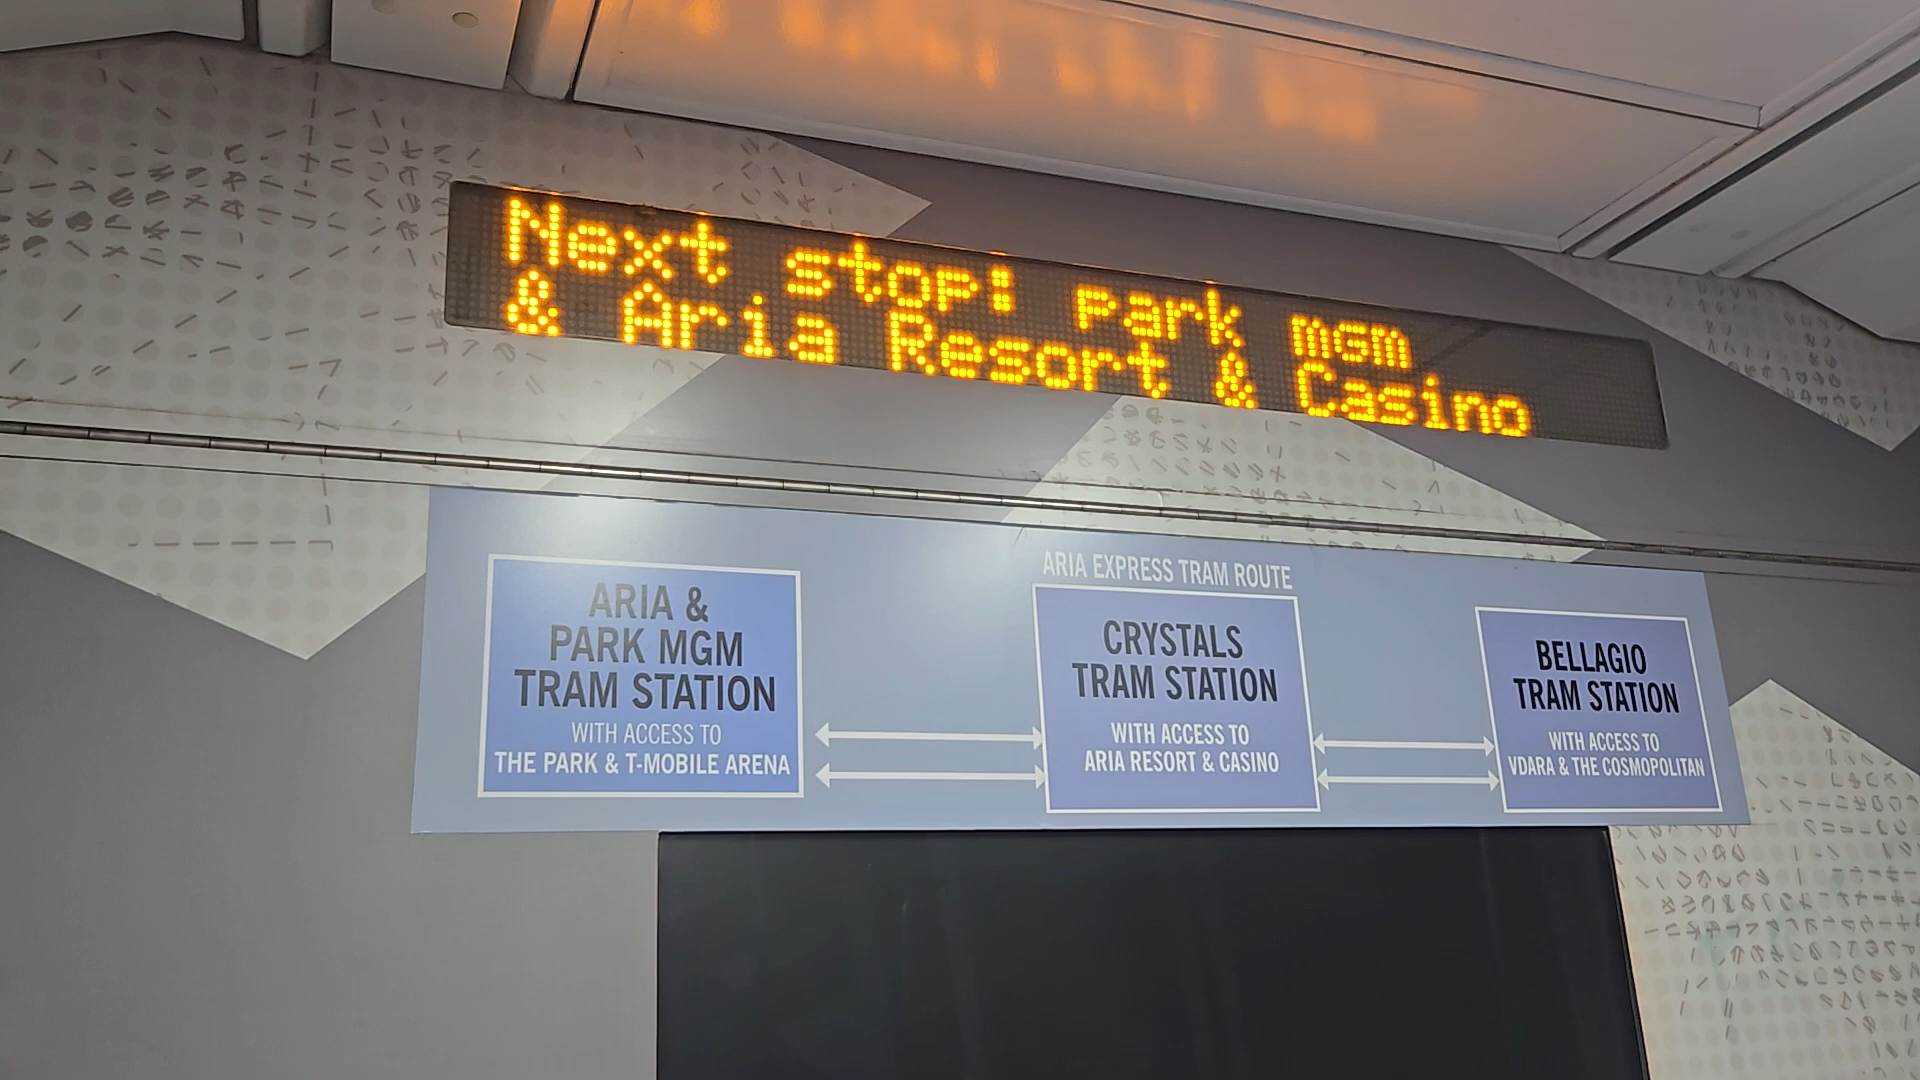 Next stop: park mgm
& Aria Resort & Casino
ARIA EXPRESS TRAM ROUTE
ARIA &
PARK MGM
TRAM STATION
WITH ACCESS TO
THE PARK & T-MOBILE ARENA
CRYSTALS
TRAM STATION
WITH ACCESS TO
ARIA RESORT & CASINO
BELLAGIO
TRAM STATION
WITH ACCESS TO
VDARA & THE COSMOPOLITAN